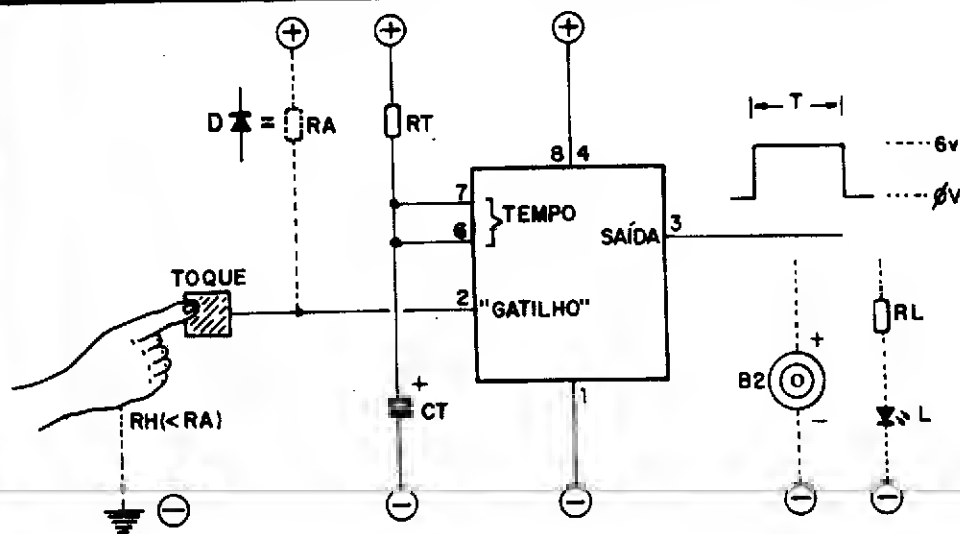 + + +
D = RA
RT
8 4
T
6v
ØV
7
TEMPO
6
SAÍDA 3
TOQUE
2 "GATILHO"
RL
+
B2
-
L
+
CT
1
RH(<RA)
- - - - -